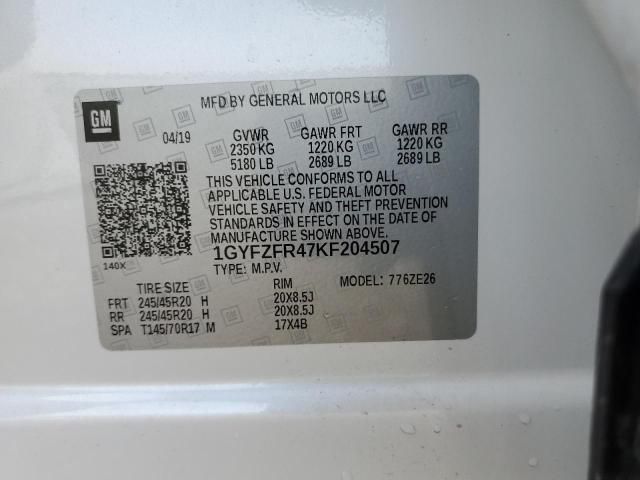 GM
MFD BY GENERAL MOTORS LLC
04/19 GVWR GAWR FRT GAWR RR
2350 KG 1220 KG 1220 KG
5180 LB 2689 LB 2689 LB
THIS VEHICLE CONFORMS TO ALL
APPLICABLE U.S. FEDERAL MOTOR
VEHICLE SAFETY AND THEFT PREVENTION
STANDARDS IN EFFECT ON THE DATE OF
MANUFACTURE SHOWN ABOVE.
1GYFZFR47KF204507
140X
TYPE: M.P.V. MODEL: 776ZE26
TIRE SIZE RIM
FRT 245/45R20 H 20X8.5J
RR 245/45R20 H 20X8.5J
SPA T145/70R17 M 17X4B